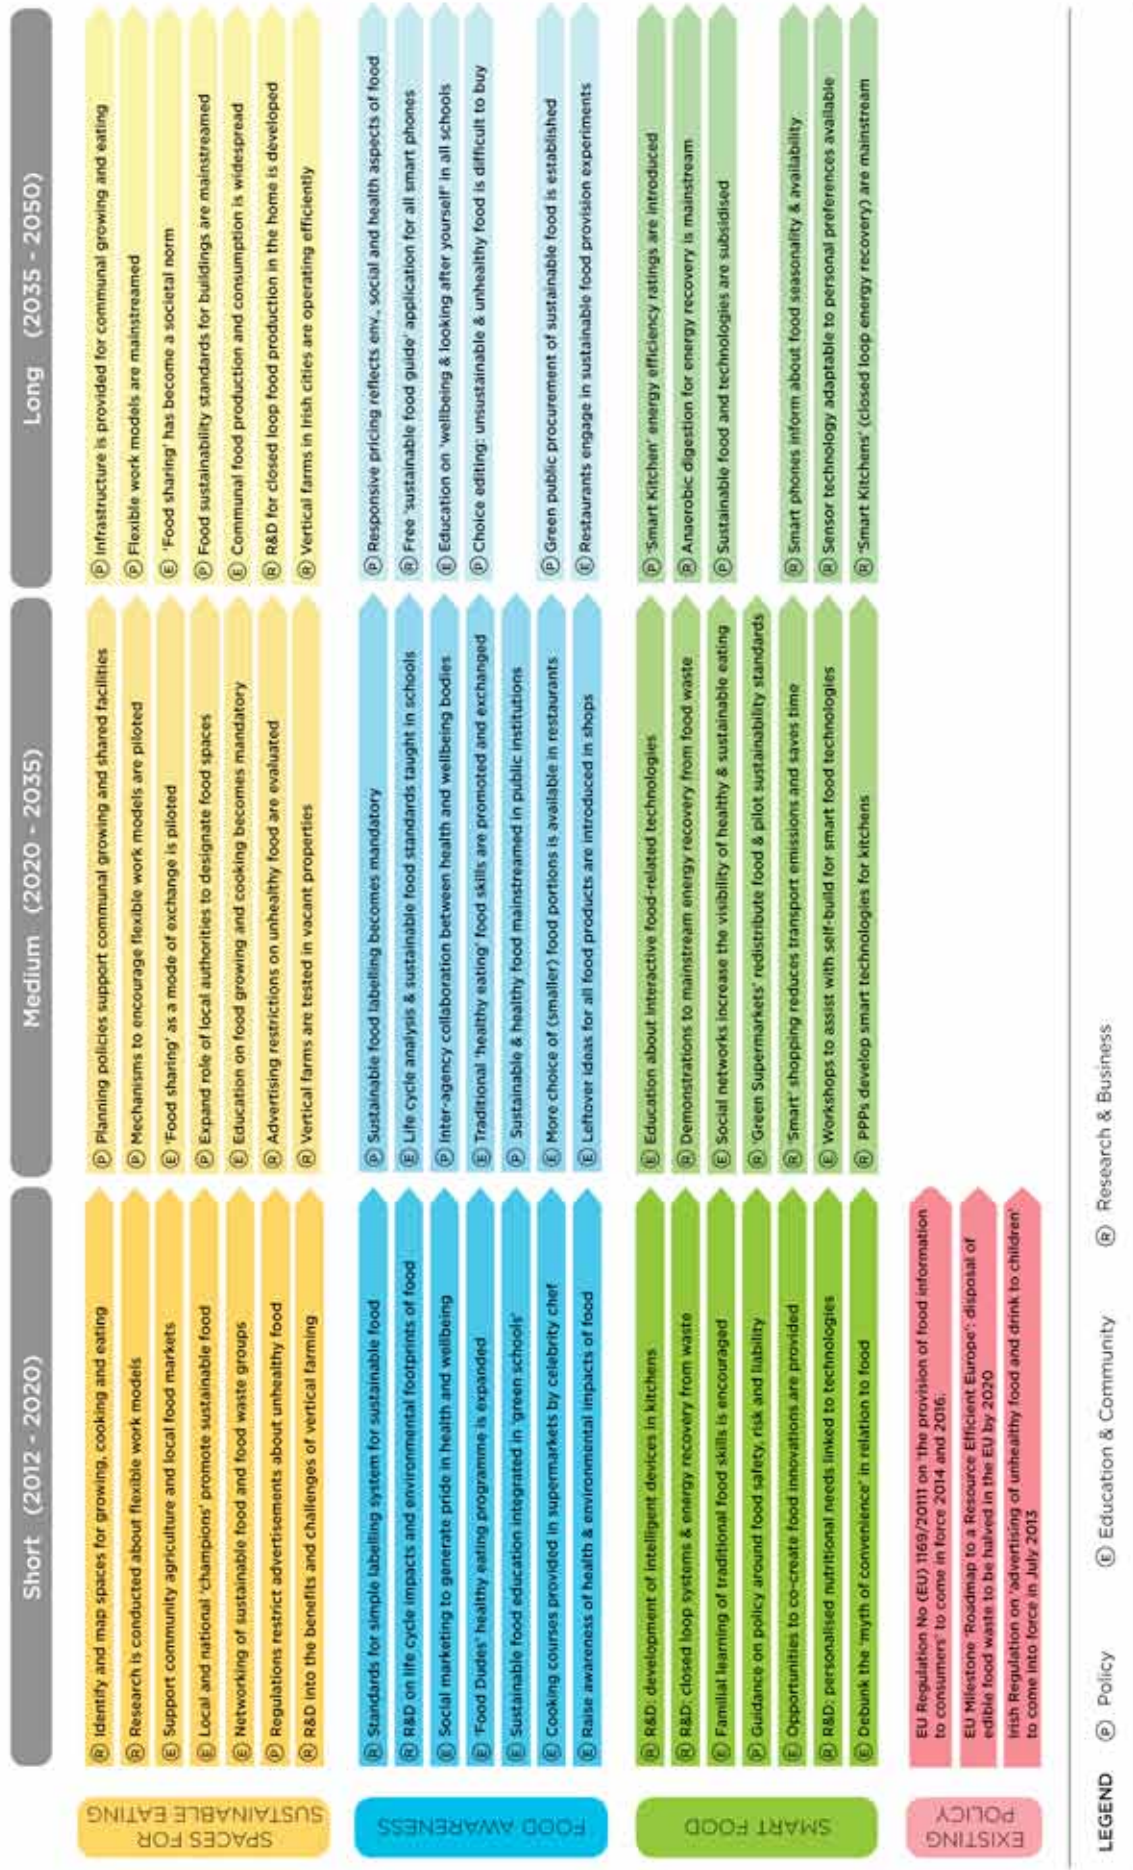 Short (2012 - 2020)
Medium (2020 - 2035)
Long (2035 - 2050)
SPACES FOR
SUSTAINABLE EATING
Ⓡ Identify and map spaces for growing, cooking and eating
Ⓟ Planning policies support communal growing and shared facilities
Ⓟ Infrastructure is provided for communal growing and eating
Ⓡ Research is conducted about flexible work models
Ⓟ Mechanisms to encourage flexible work models are piloted
Ⓟ Flexible work models are mainstreamed
Ⓔ Support community agriculture and local food markets
Ⓔ 'Food sharing' as a mode of exchange is piloted
Ⓔ 'Food sharing' has become a societal norm
Ⓔ Local and national 'champions' promote sustainable food
Ⓟ Expand role of local authorities to designate food spaces
Ⓟ Food sustainability standards for buildings are mainstreamed
Ⓔ Networking of sustainable food and food waste groups
Ⓔ Education on food growing and cooking becomes mandatory
Ⓔ Communal food production and consumption is widespread
Ⓟ Regulations restrict advertisements about unhealthy food
Ⓡ Advertising restrictions on unhealthy food are evaluated
Ⓡ R&D for closed loop food production in the home is developed
Ⓡ R&D into the benefits and challenges of vertical farming
Ⓡ Vertical farms are tested in vacant properties
Ⓡ Vertical farms in Irish cities are operating efficiently
FOOD AWARENESS
Ⓡ Standards for simple labelling system for sustainable food
Ⓟ Sustainable food labelling becomes mandatory
Ⓟ Responsive pricing reflects env., social and health aspects of food
Ⓡ R&D on life cycle impacts and environmental footprints of food
Ⓔ Life cycle analysis & sustainable food standards taught in schools
Ⓡ Free 'sustainable food guide' application for all smart phones
Ⓔ Social marketing to generate pride in health and wellbeing
Ⓟ Inter-agency collaboration between health and wellbeing bodies
Ⓔ Education on 'wellbeing & looking after yourself' in all schools
Ⓔ 'Food Dudes' healthy eating programme is expanded
Ⓔ Traditional 'healthy eating' food skills are promoted and exchanged
Ⓟ Choice editing: unsustainable & unhealthy food is difficult to buy
Ⓔ Sustainable food education integrated in 'green schools'
Ⓟ Sustainable & healthy food mainstreamed in public institutions
Ⓔ Cooking courses provided in supermarkets by celebrity chef
Ⓔ More choice of (smaller) food portions is available in restaurants
Ⓟ Green public procurement of sustainable food is established
Ⓔ Raise awareness of health & environmental impacts of food
Ⓔ Leftover ideas for all food products are introduced in shops
Ⓔ Restaurants engage in sustainable food provision experiments
SMART FOOD
Ⓡ R&D: development of intelligent devices in kitchens
Ⓔ Education about interactive food-related technologies
Ⓟ 'Smart Kitchen' energy efficiency ratings are introduced
Ⓡ R&D: closed loop systems & energy recovery from waste
Ⓡ Demonstrations to mainstream energy recovery from food waste
Ⓡ Anaerobic digestion for energy recovery is mainstream
Ⓔ Familial learning of traditional food skills is encouraged
Ⓔ Social networks increase the visibility of healthy & sustainable eating
Ⓟ Sustainable food and technologies are subsidised
Ⓟ Guidance on policy around food safety, risk and liability
Ⓡ 'Green Supermarkets' redistribute food & pilot sustainability standards
Ⓔ Opportunities to co-create food innovations are provided
Ⓡ 'Smart' shopping reduces transport emissions and saves time
Ⓡ Smart phones inform about food seasonality & availability
Ⓡ R&D: personalised nutritional needs linked to technologies
Ⓔ Workshops to assist with self-build for smart food technologies
Ⓡ Sensor technology adaptable to personal preferences available
Ⓔ Debunk the 'myth of convenience' in relation to food
Ⓡ PPPs develop smart technologies for kitchens
Ⓡ 'Smart Kitchens' (closed loop energy recovery) are mainstream
EXISTING
POLICY
EU Regulation No (EU) 1169/2011 on 'the provision of food information
to consumers' to come in force 2014 and 2016.
EU Milestone 'Roadmap to a Resource Efficient Europe': disposal of
edible food waste to be halved in the EU by 2020
Irish Regulation on 'advertising of unhealthy food and drink to children'
to come into force in July 2013
LEGEND Ⓟ Policy Ⓔ Education & Community Ⓡ Research & Business